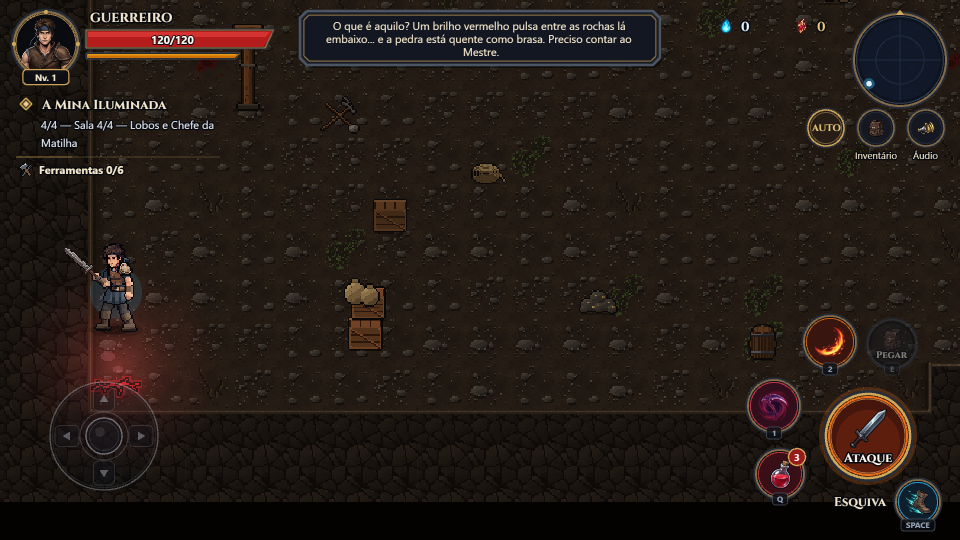 GUERREIRO
120/120
Nv. 1
A Mina Iluminada
4/4 — Sala 4/4 — Lobos e Chefe da
Matilha
Ferramentas 0/6
O que é aquilo? Um brilho vermelho pulsa entre as rochas lá
embaixo... e a pedra está quente como brasa. Preciso contar ao
Mestre.
0
0
AUTO
Inventário
Áudio
2
PEGAR
E
1
ATAQUE
3
Q
ESQUIVA
SPACE